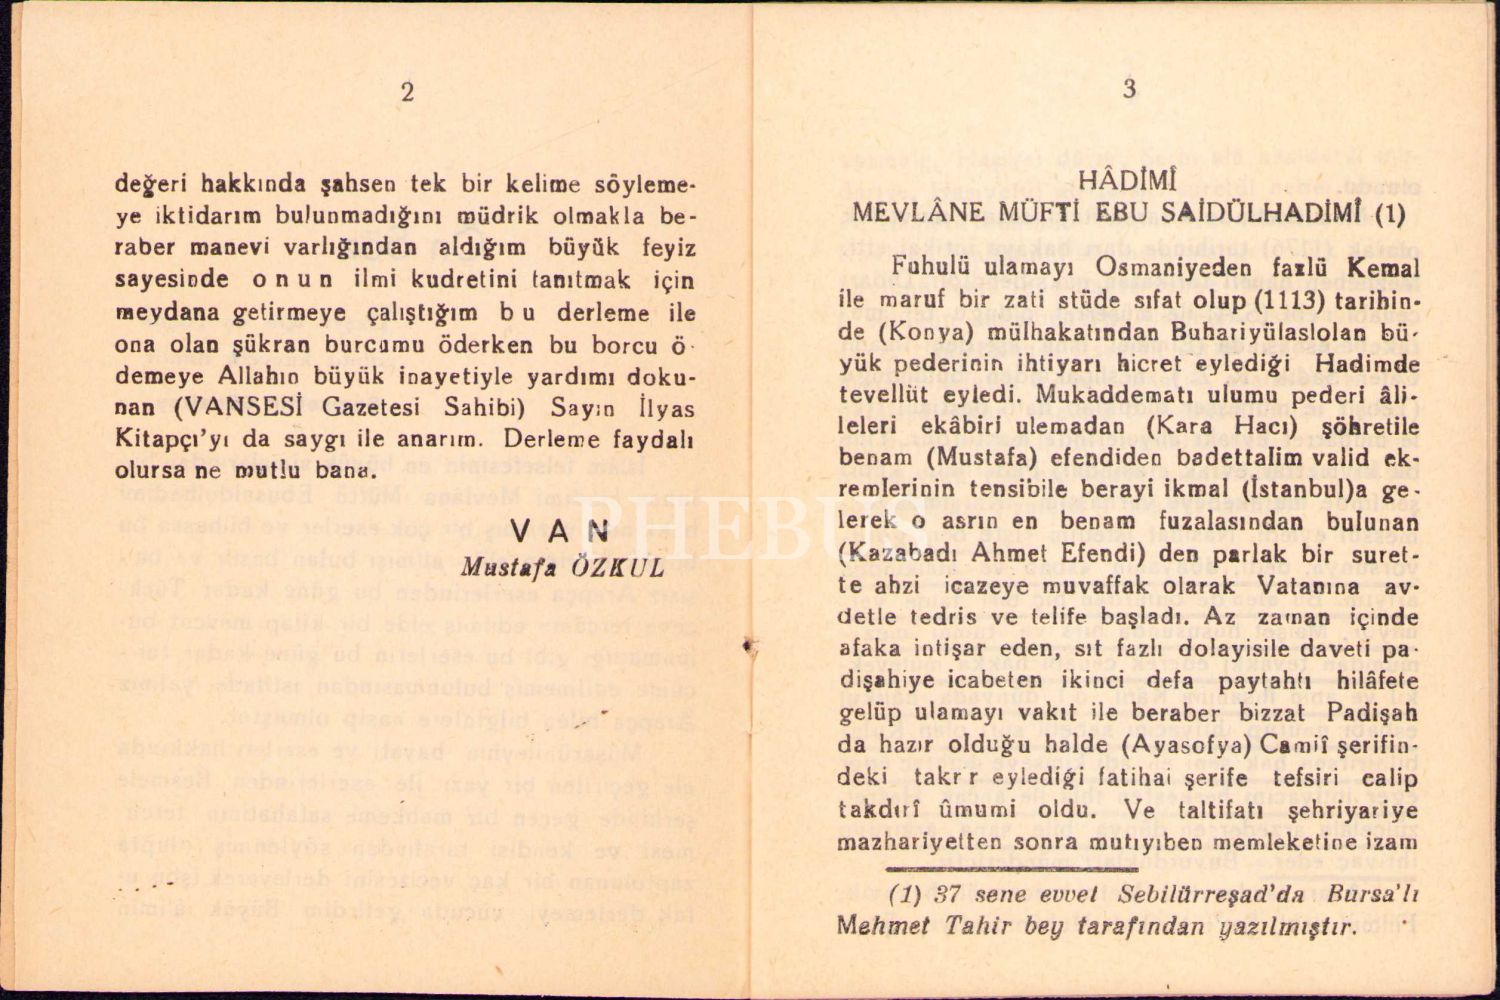 2
değeri hakkında şahsen tek bir kelime söyleme-
ye iktidarım bulunmadığını müdrik olmakla be-
raber manevi varlığından aldığım büyük feyiz
sayesinde onun ilmi kudretini tanıtmak için
meydana getirmeye çalıştığım bu derleme ile
ona olan şükran burcumu öderken bu borcu ö-
demeye Allahın büyük inayetiyle yardımı doku-
nan (VANSESİ Gazetesi Sahibi) Sayın İlyas
Kitapçı'yı da saygı ile anarım. Derleme faydalı
olursa ne mutlu bana.
VAN
Mustafa ÖZKUL
PHEBUS
3
HÂDİMÎ
MEVLÂNE MÜFTİ EBU SAİDÜLHADİMÎ (1)
Fuhulü ulamayı Osmaniyeden fazlü Kemal
ile maruf bir zati stüde sıfat olup (1113) tarihin-
de (Konya) mülhakatından Buhariyülaslolan bü-
yük pederinin ihtiyarı hicret eylediği Hadimde
tevellüt eyledi. Mukaddematı ulumu pederi âli-
leleri ekâbiri ulemadan (Kara Hacı) şöhretile
benam (Mustafa) efendiden badettalim valid ek-
remlerinin tensibile berayi ikmal (İstanbul)a ge-
lerek o asrın en benam fuzalasından bulunan
(Kazabadı Ahmet Efendi) den parlak bir suret-
te ahzi icazeye muvaffak olarak Vatanına av-
detle tedris ve telife başladı. Az zaman içinde
afaka intişar eden, sıt fazlı dolayisile daveti pa-
dişahiye icabeten ikinci defa paytahtı hilâfete
gelüp ulamayı vakıt ile beraber bizzat Padişah
da hazır olduğu halde (Ayasofya) Camiî şerifin-
deki takr r eylediği fatihai şerife tefsiri calip
takdırî ûmumi oldu. Ve taltifatı şehriyariye
mazhariyetten sonra mutıyıben memleketine izam
(1) 37 sene evvel Sebilürreşad'da Bursa'lı
Mehmet Tahir bey tarafından yazılmıştır.